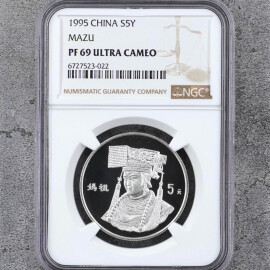 1995 CHINA S5Y
MAZU
PF 69 ULTRA CAMEO
6727523-022
NUMISMATIC GUARANTY COMPANY
NGC
媽祖
5元